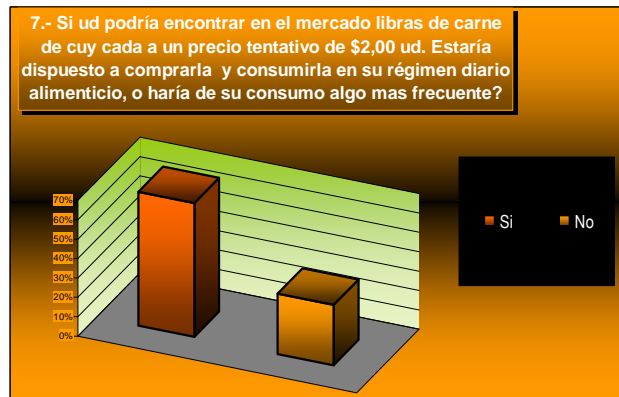 7.- Si ud podría encontrar en el mercado libras de carne
de cuy cada a un precio tentativo de $2,00 ud. Estaría
dispuesto a comprarla y consumirla en su régimen diario
alimenticio, o haría de su consumo algo mas frecuente?
70%
60%
50%
40%
30%
20%
10%
0%
Si
No